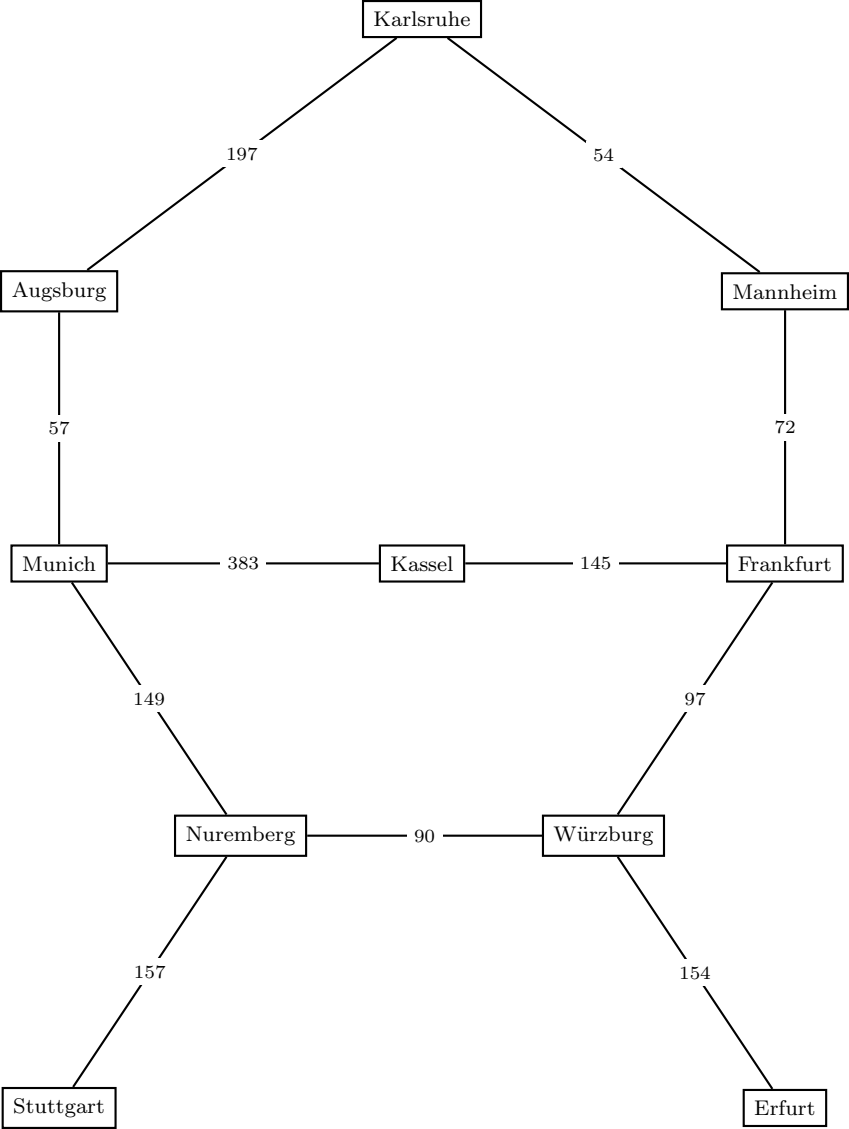 Karlsruhe
197
54
Augsburg
Mannheim
57
72
Munich
383
Kassel
145
Frankfurt
149
97
Nuremberg
90
Würzburg
157
154
Stuttgart
Erfurt